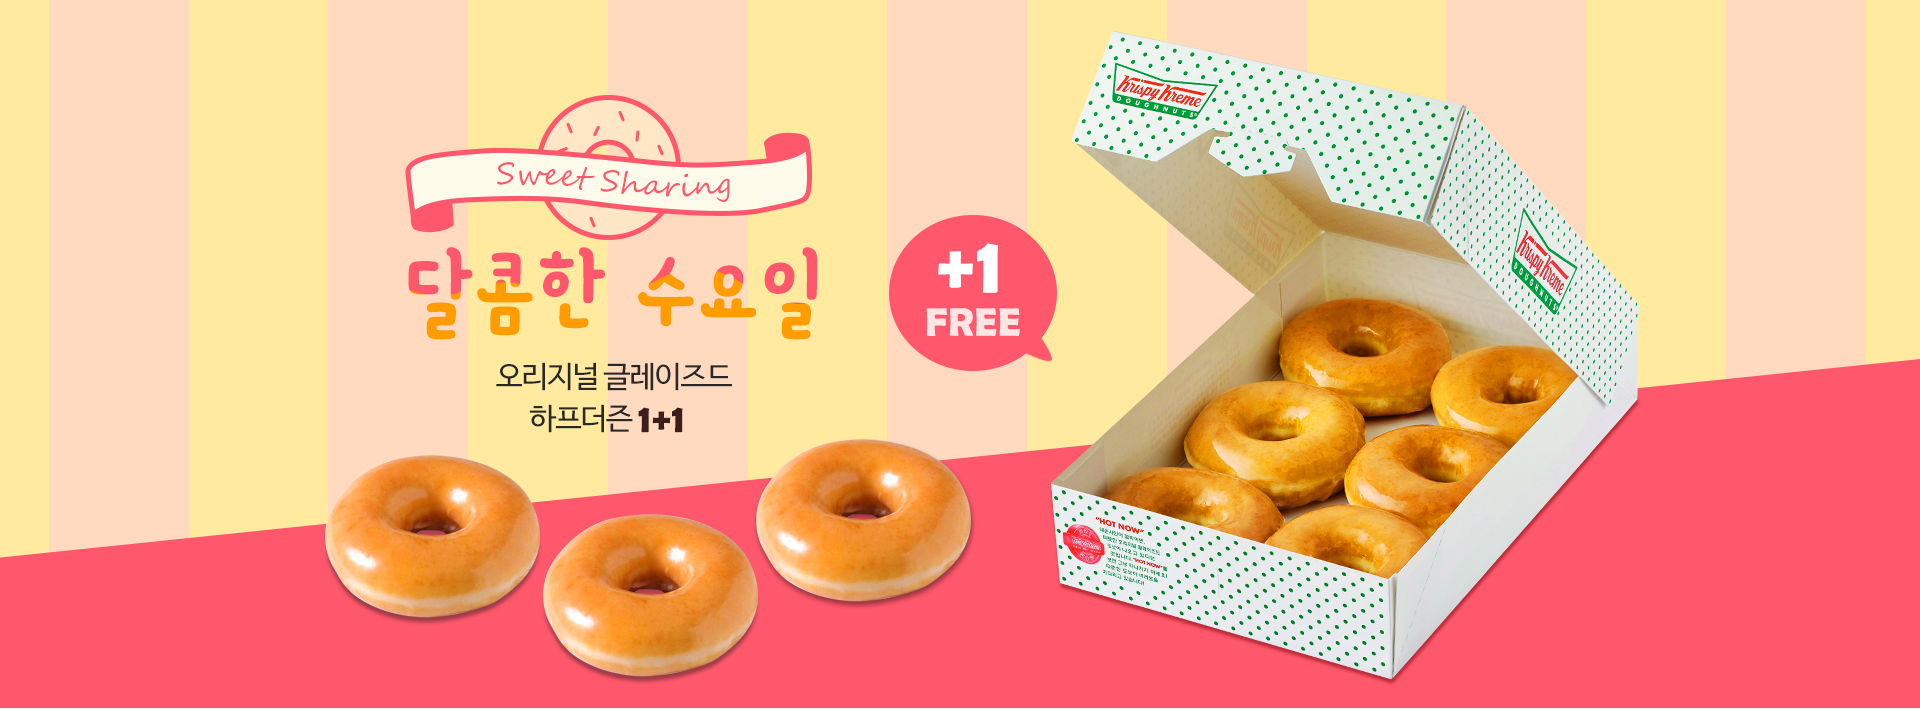 Sweet Sharing
달콤한 수요일
오리지널 글레이즈드
하프더즌 1+1
+1
FREE
Krispy Kreme
DOUGHNUTS
Krispy Kreme
DOUGHNUTS
"HOT NOW"